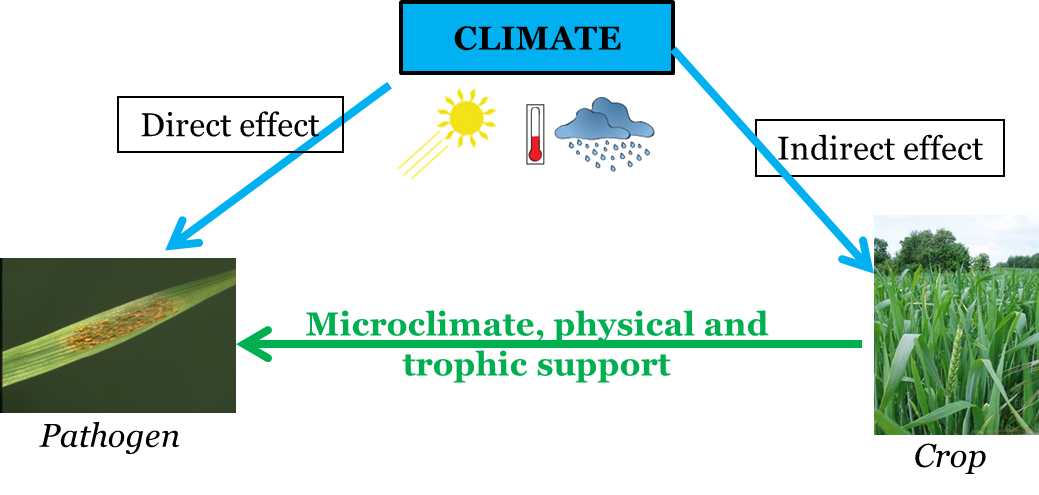 CLIMATE
Direct effect
Indirect effect
Microclimate, physical and
trophic support
Pathogen
Crop